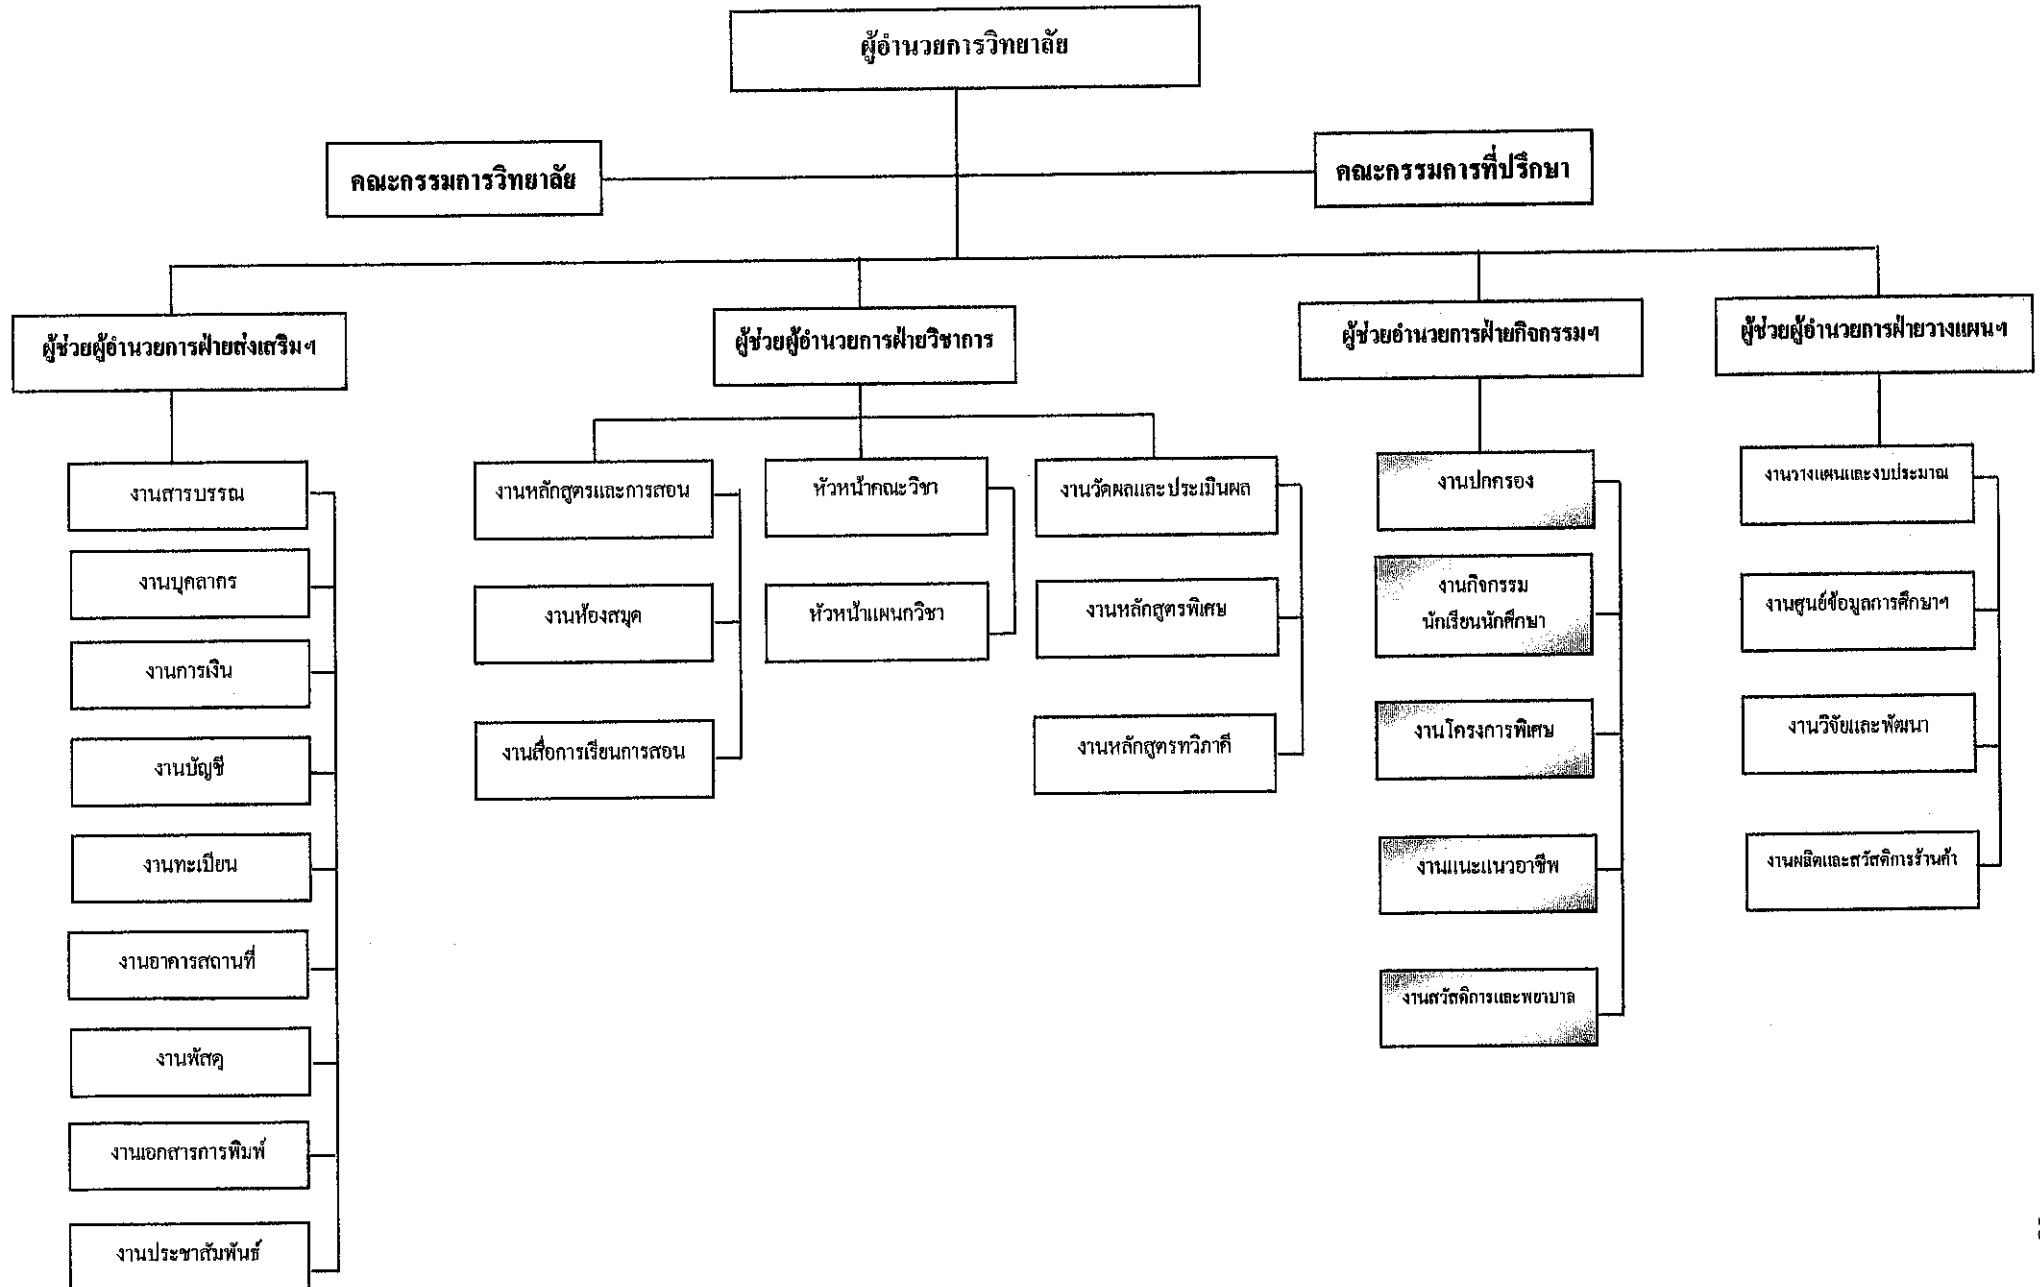 ผู้อำนวยการวิทยาลัย
คณะกรรมการวิทยาลัย
คณะกรรมการที่ปรึกษา
ผู้ช่วยผู้อำนวยการฝ่ายส่งเสริมฯ
ผู้ช่วยผู้อำนวยการฝ่ายวิชาการ
ผู้ช่วยอำนวยการฝ่ายกิจกรรมฯ
ผู้ช่วยผู้อำนวยการฝ่ายวางแผนฯ
งานสารบรรณ
งานบุคลากร
งานการเงิน
งานบัญชี
งานทะเบียน
งานอาคารสถานที่
งานพัสดุ
งานเอกสารการพิมพ์
งานประชาสัมพันธ์
งานหลักสูตรและการสอน
งานห้องสมุด
งานสื่อการเรียนการสอน
หัวหน้าคณะวิชา
หัวหน้าแผนกวิชา
งานวัดผลและประเมินผล
งานหลักสูตรพิเศษ
งานหลักสูตรทวิภาคี
งานปกครอง
งานกิจกรรม
นักเรียนนักศึกษา
งานโครงการพิเศษ
งานแนะแนวอาชีพ
งานสวัสดิการและพยาบาล
งานวางแผนและงบประมาณ
งานศูนย์ข้อมูลการศึกษาฯ
งานวิจัยและพัฒนา
งานผลิตและสวัสดิการร้านค้า